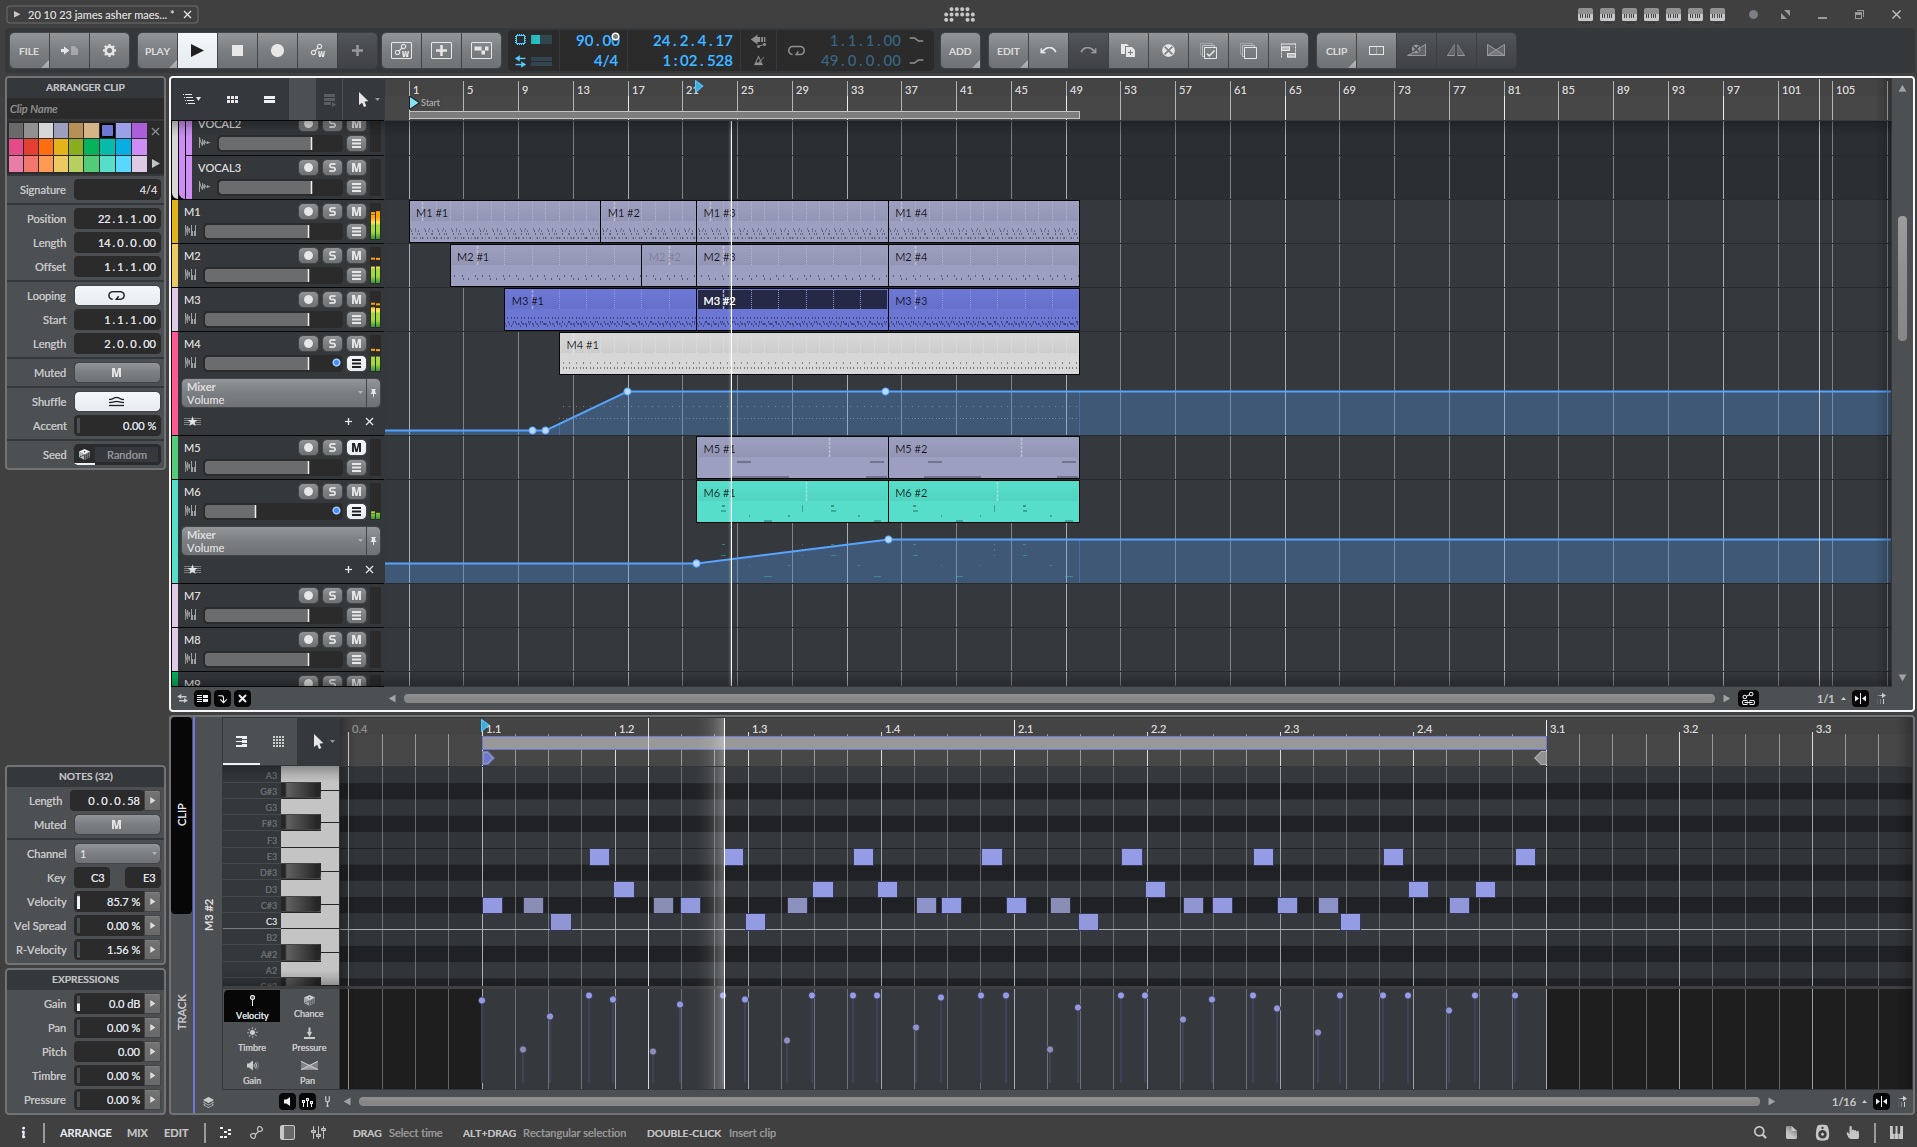 20 10 23 james asher maes... *
FILE
PLAY
90.00
4/4
24.2.4.17
1:02.528
1.1.1.00
49.0.0.00
ADD
EDIT
CLIP
ARRANGER CLIP
Clip Name
Signature 4/4
Position 22.1.1.00
Length 14.0.0.00
Offset 1.1.1.00
Looping
Start 1.1.1.00
Length 2.0.0.00
Muted M
Shuffle
Accent 0.00 %
Seed Random
1 5 9 13 17 21 25 29 33 37 41 45 49 53 57 61 65 69 73 77 81 85 89 93 97 101 105
Start
VOCAL2 S M
VOCAL3 S M
M1 S M
M1 #1 M1 #2 M1 #3 M1 #4
M2 S M
M2 #1 M2 #2 M2 #3 M2 #4
M3 S M
M3 #1 M3 #2 M3 #3
M4 S M
M4 #1
Mixer
Volume
M5 S M
M5 #1 M5 #2
M6 S M
M6 #1 M6 #2
Mixer
Volume
M7 S M
M8 S M
M9 S M
1/1
NOTES (32)
Length 0.0.0.58
Muted M
Channel 1
Key C3 E3
Velocity 85.7 %
Vel Spread 0.00 %
R-Velocity 1.56 %
EXPRESSIONS
Gain 0.0 dB
Pan 0.00 %
Pitch 0.00
Timbre 0.00 %
Pressure 0.00 %
CLIP
TRACK
M3 #2
0.4 1.1 1.2 1.3 1.4 2.1 2.2 2.3 2.4 3.1 3.2 3.3
A3
G#3
G3
F#3
F3
E3
D#3
D3
C#3
C3
B2
A#2
A2
Velocity
Chance
Timbre
Pressure
Gain
Pan
1/16
ARRANGE MIX EDIT
DRAG Select time ALT+DRAG Rectangular selection DOUBLE-CLICK Insert clip